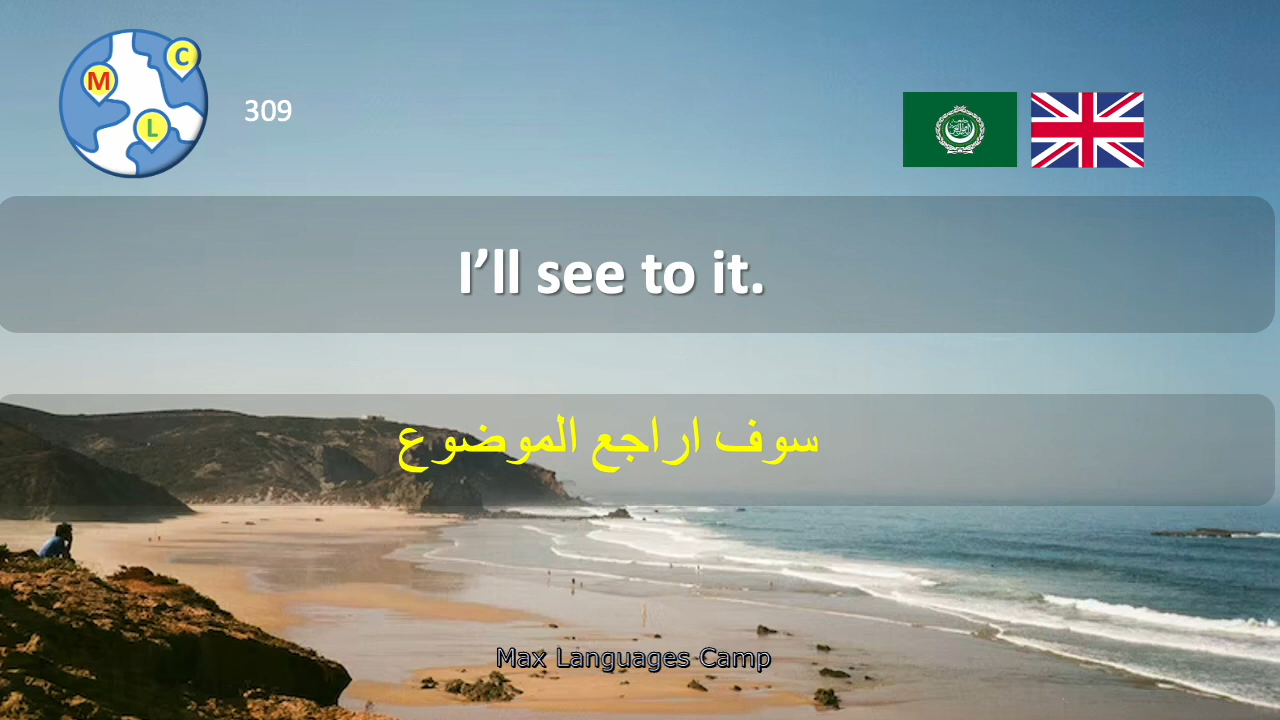 M
C
L
309
I’ll see to it.
سوف اراجع الموضوع
Max Languages Camp